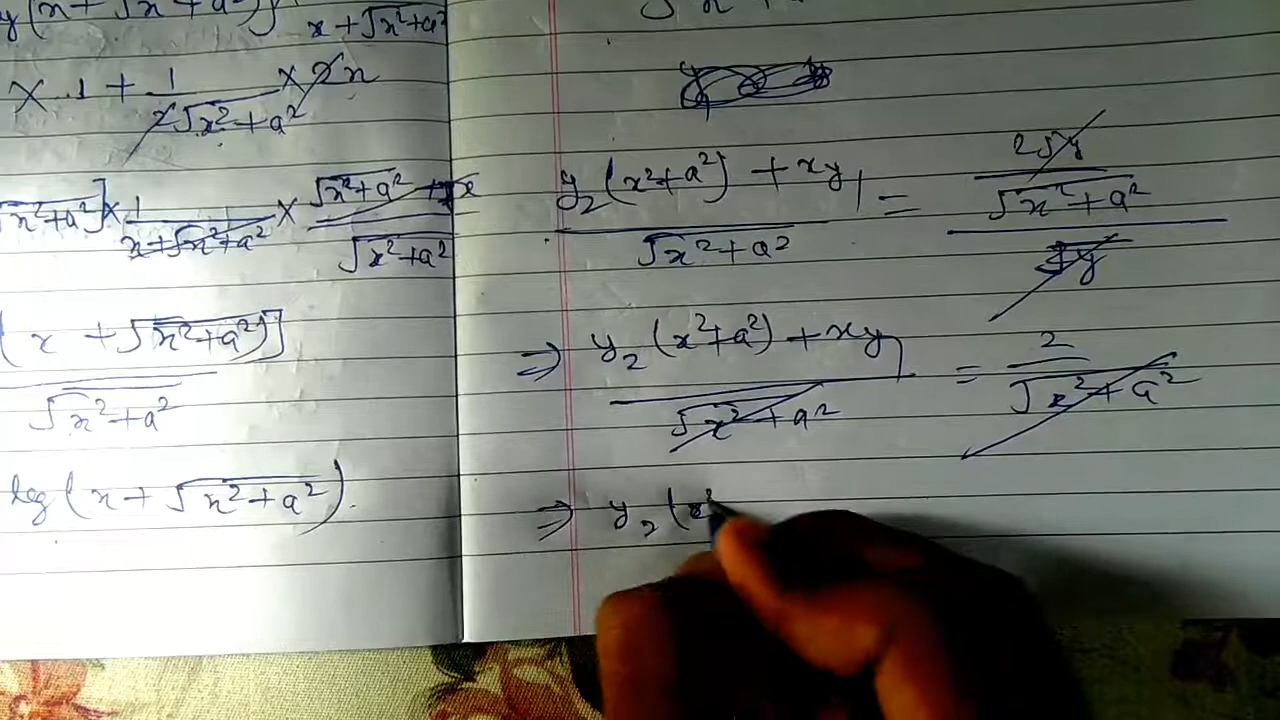 x + √x²+a²
× 1 + 1/2√x²+a² × 2x
√x²+a²] × 1/x+√x²+a² × √x²+a² + x/√x²+a²
(x + √x²+a²)]/√x²+a²
log(x + √x²+a²).
y₂(x²+a²) + xy₁/√x²+a² = 2√y/√x²+a²/√y
⇒ y₂(x²+a²) + xy₁/√x²+a² = 2/√x²+a²
⇒ y₂(x²